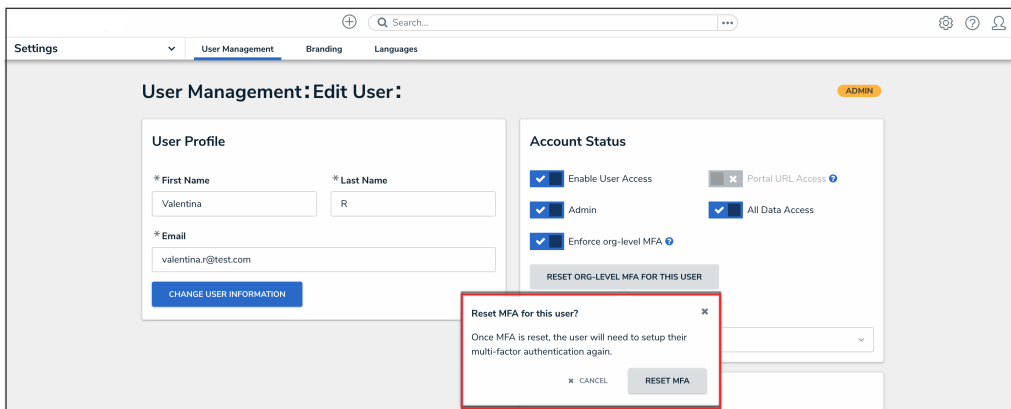 Search...
Settings
User Management
Branding
Languages
User Management: Edit User:
ADMIN
User Profile
*First Name
*Last Name
Valentina
R
*Email
valentina.r@test.com
CHANGE USER INFORMATION
Account Status
Enable User Access
Portal URL Access
Admin
All Data Access
Enforce org-level MFA
RESET ORG-LEVEL MFA FOR THIS USER
Reset MFA for this user?
Once MFA is reset, the user will need to setup their
multi-factor authentication again.
CANCEL
RESET MFA